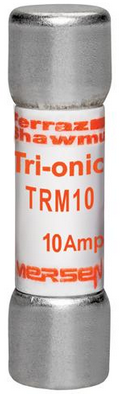 Ferraz
Shawmut
Tri-onic
TRM10
10Amp
MERSEN